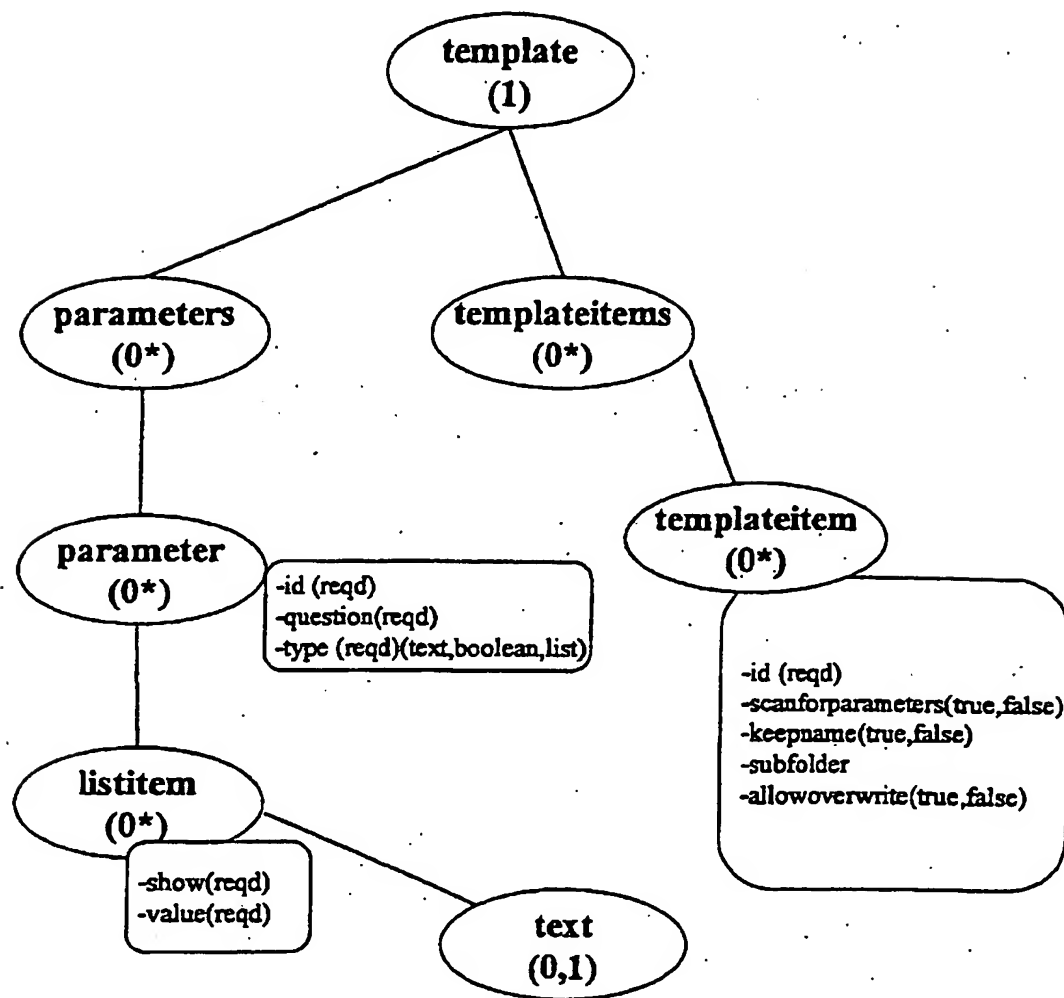 template
(1)
parameters
(0*)
templateitems
(0*)
parameter
(0*)
-id (reqd)
-question(reqd)
-type (reqd)(text,boolean,list)
templateitem
(0*)
-id (reqd)
-scanforparameters(true,false)
-keepname(true,false)
-subfolder
-allowoverwrite(true,false)
listitem
(0*)
-show(reqd)
-value(reqd)
text
(0,1)